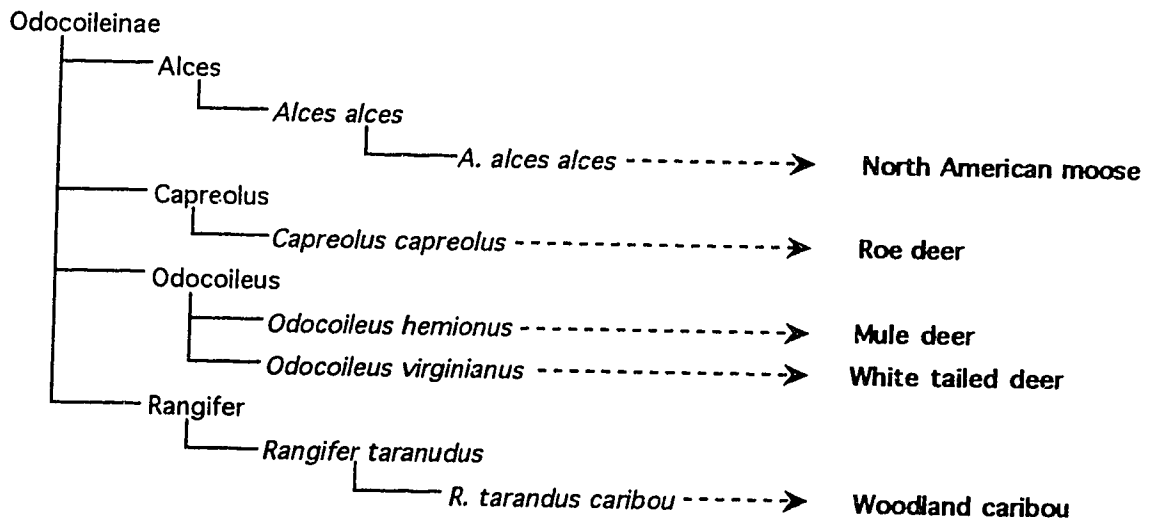 Odocoileinae
Alces
Alces alces
A. alces alces North American moose
Capreolus
Capreolus capreolus Roe deer
Odocoileus
Odocoileus hemionus Mule deer
Odocoileus virginianus White tailed deer
Rangifer
Rangifer taranudus
R. tarandus caribou Woodland caribou